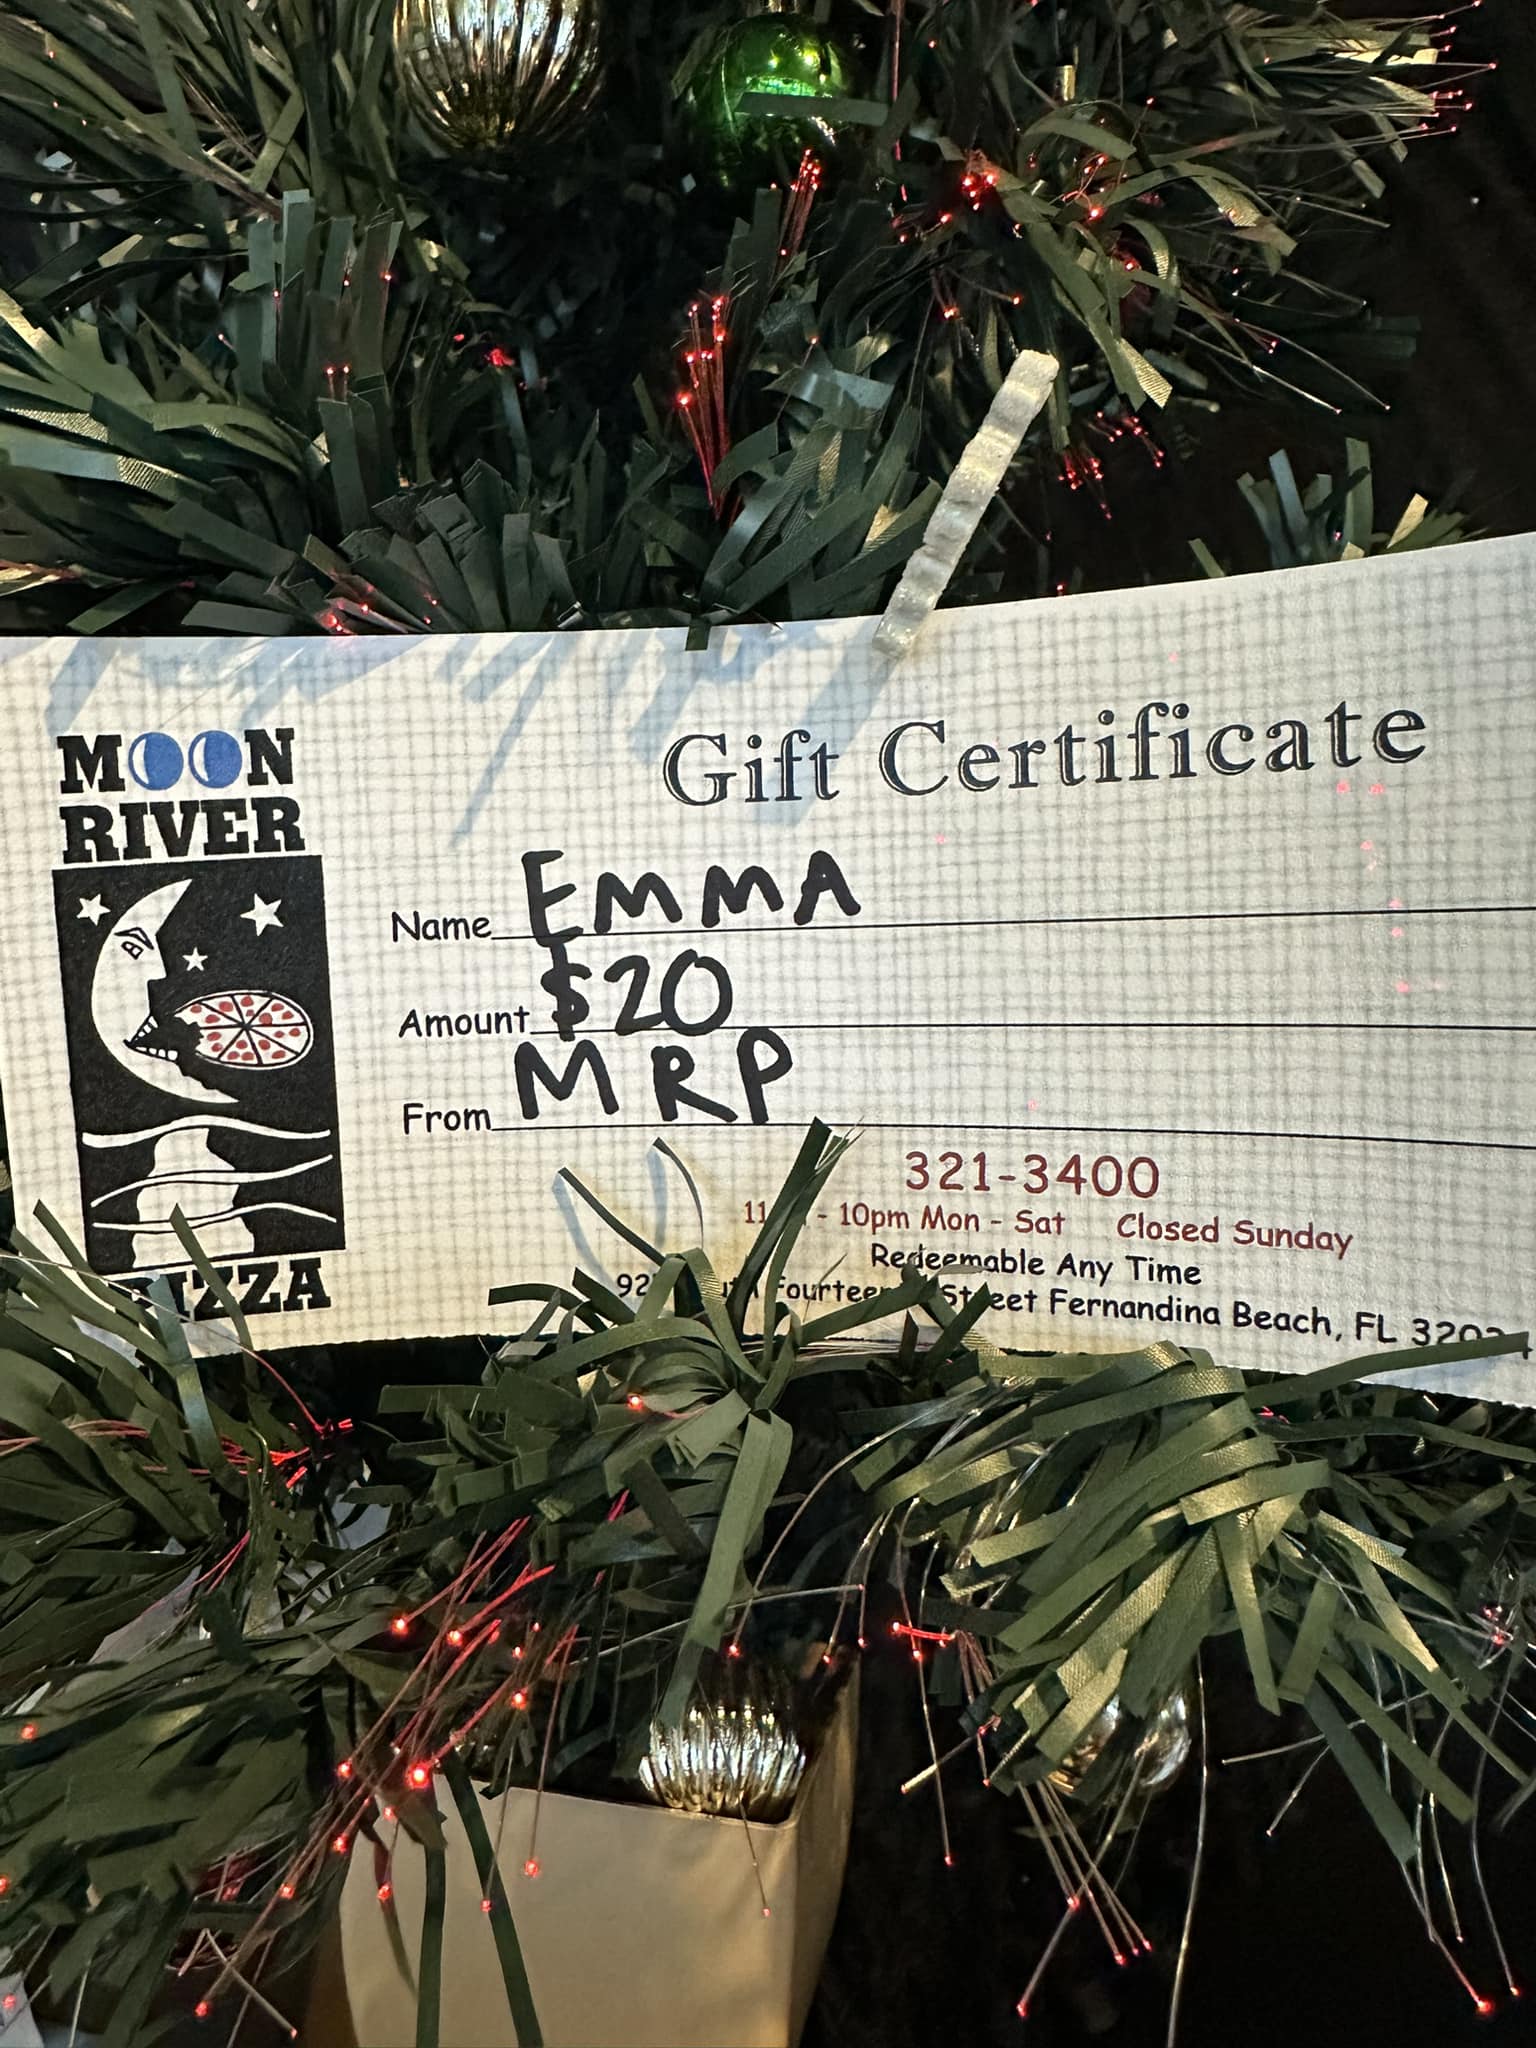 MOON
RIVER
PIZZA
Gift Certificate
Name EMMA
Amount $20
From MRP
321-3400
- 10pm Mon - Sat Closed Sunday
Redeemable Any Time
Street Fernandina Beach, FL